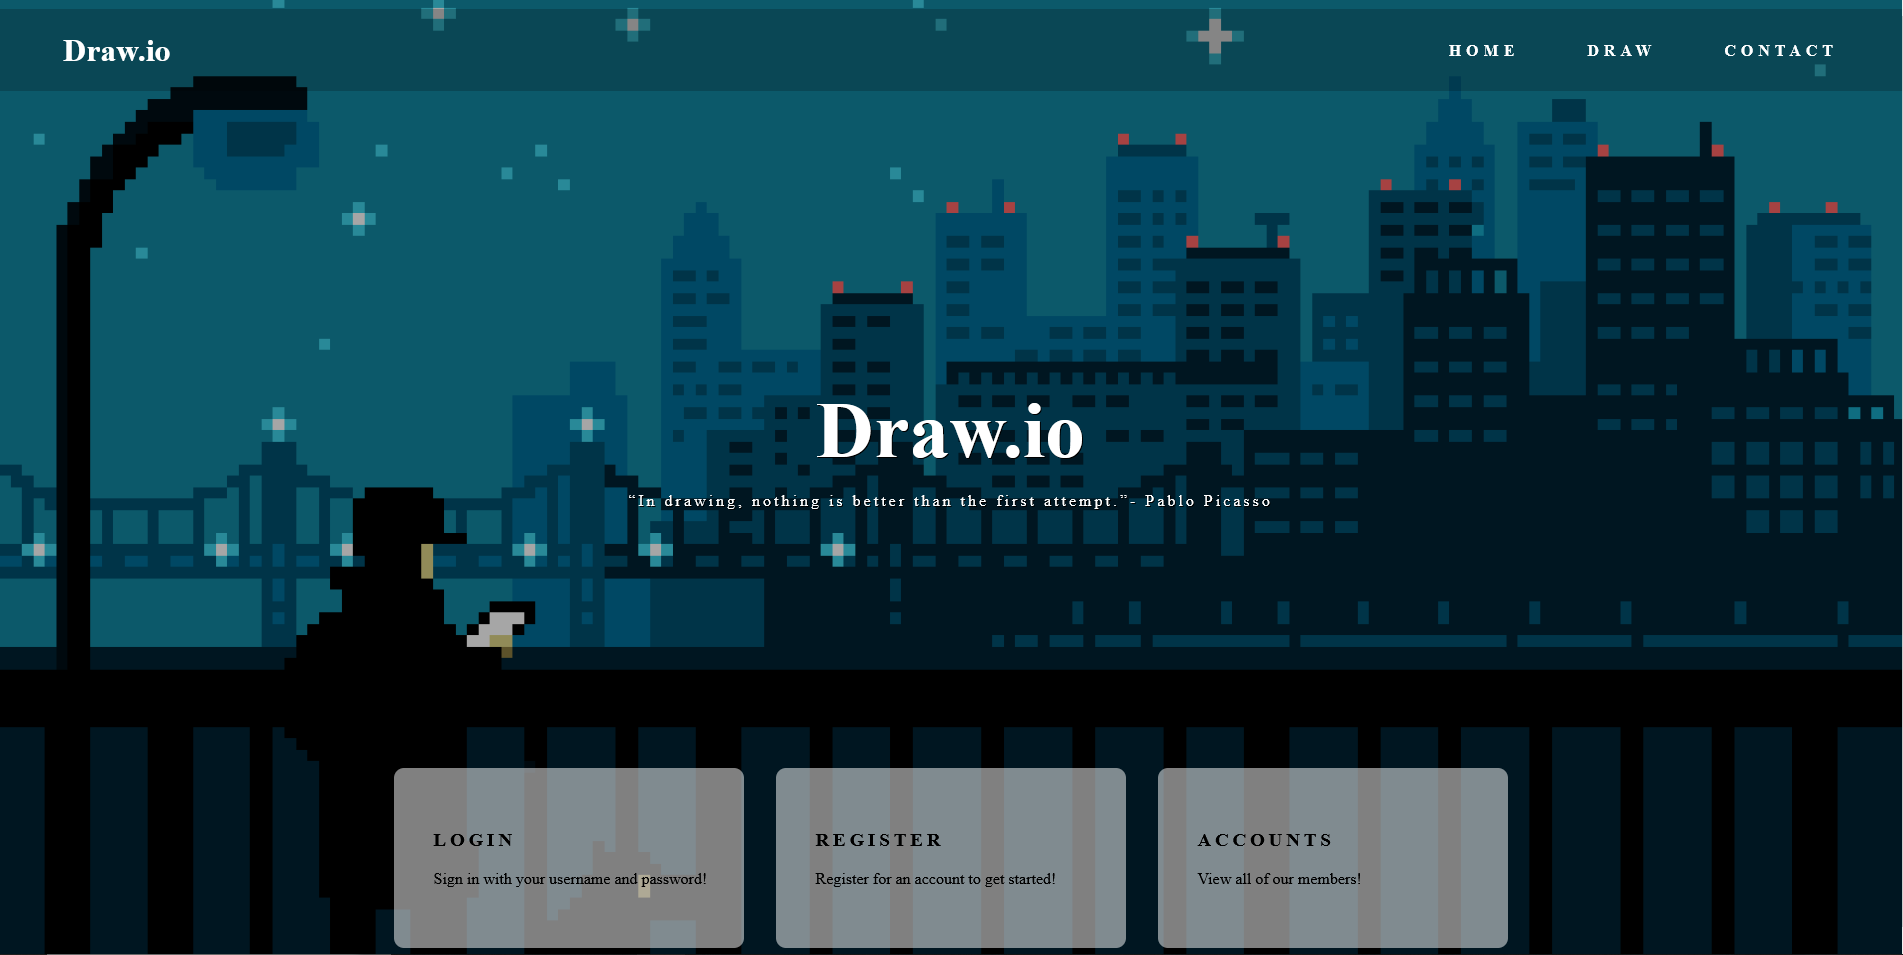 Draw.io
HOME DRAW CONTACT
Draw.io
“In drawing, nothing is better than the first attempt.”- Pablo Picasso
LOGIN
Sign in with your username and password!
REGISTER
Register for an account to get started!
ACCOUNTS
View all of our members!